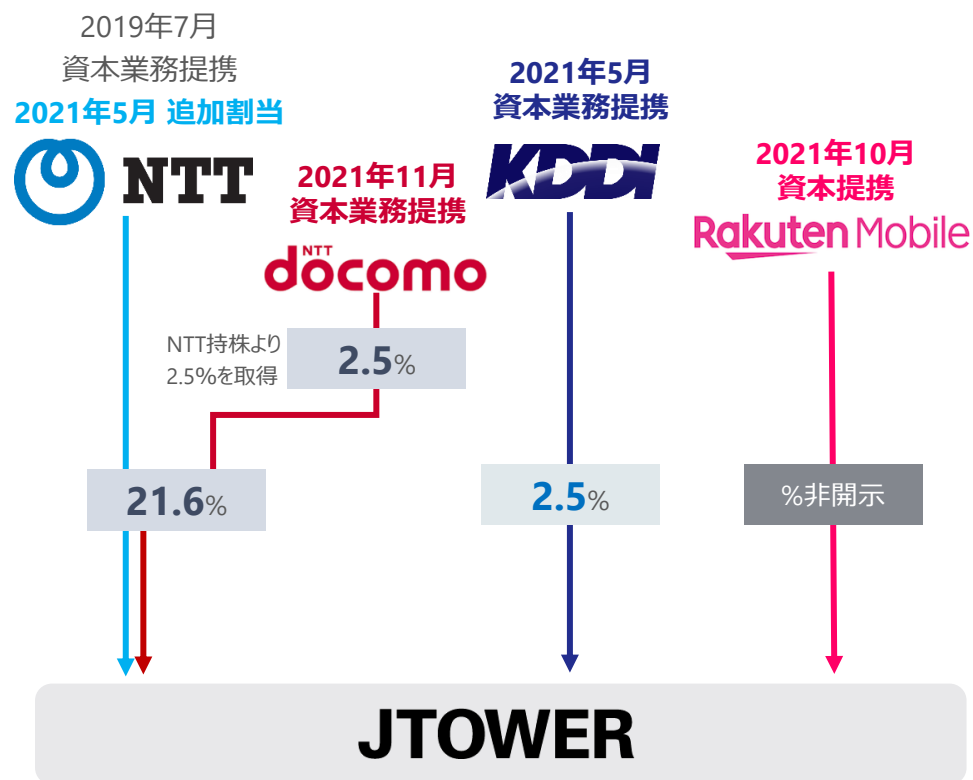 2019年7月
資本業務提携
2021年5月 追加割当
NTT
2021年11月
資本業務提携
NTT
docomo
NTT持株より
2.5%を取得
2.5%
21.6%
2021年5月
資本業務提携
KDDI
2.5%
2021年10月
資本提携
Rakuten Mobile
%非開示
JTOWER